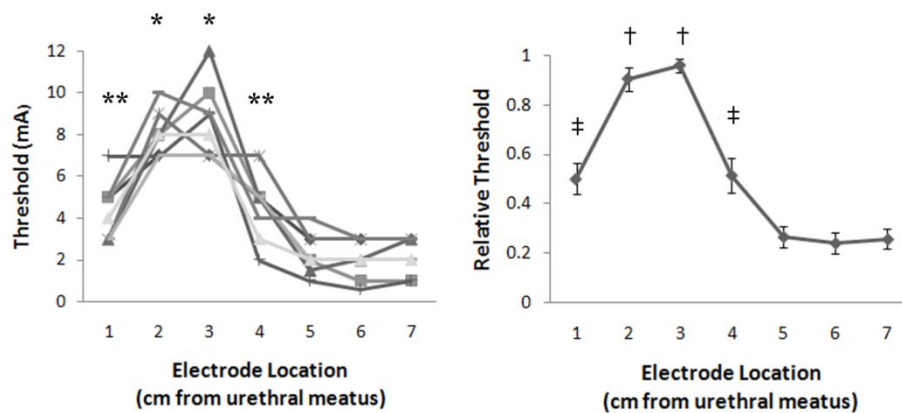 * *
** **
12
10
8
6
4
2
0
Threshold (mA)
1 2 3 4 5 6 7
Electrode Location
(cm from urethral meatus)
† †
‡ ‡
1
0.8
0.6
0.4
0.2
0
Relative Threshold
1 2 3 4 5 6 7
Electrode Location
(cm from urethral meatus)